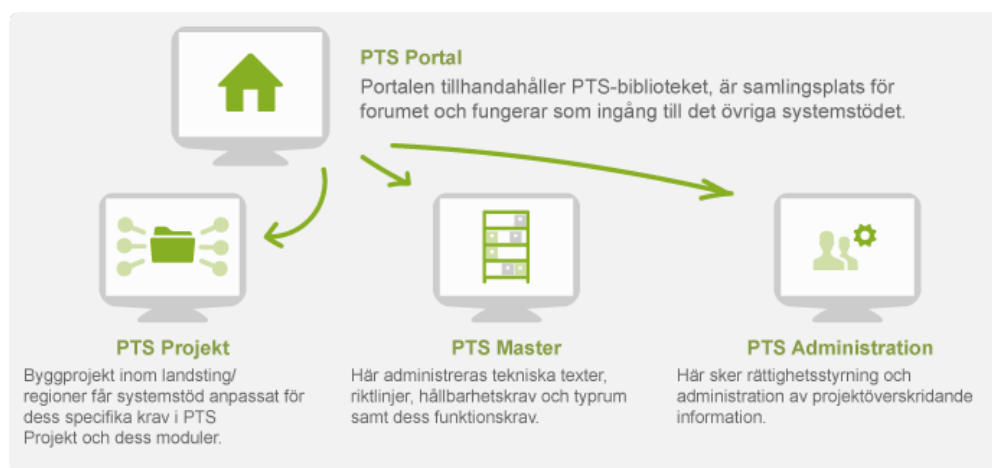 PTS Portal
Portalen tillhandahåller PTS-biblioteket, är samlingsplats för
forumet och fungerar som ingång till det övriga systemstödet.
PTS Projekt
Byggprojekt inom landsting/
regioner får systemstöd anpassat för
dess specifika krav i PTS
Projekt och dess moduler.
PTS Master
Här administreras tekniska texter,
riktlinjer, hållbarhetskrav och typrum
samt dess funktionskrav.
PTS Administration
Här sker rättighetsstyrning och
administration av projektöverskridande
information.